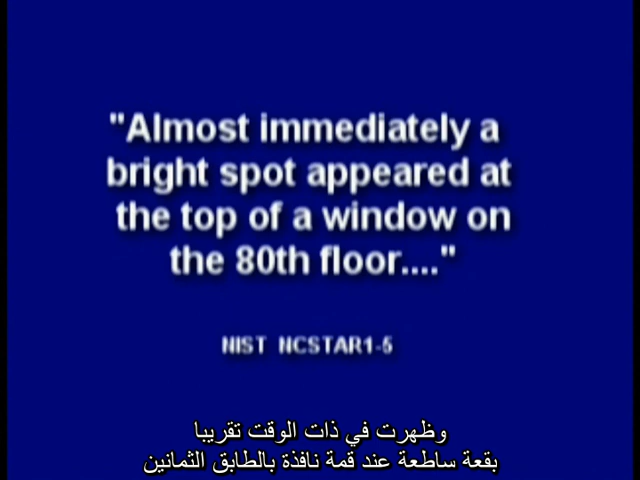 "Almost immediately a
bright spot appeared at
the top of a window on
the 80th floor...."
NIST NCSTAR1-5
وظهرت في ذات الوقت تقريبا
بقعة ساطعة عند قمة نافذة بالطابق الثمانين